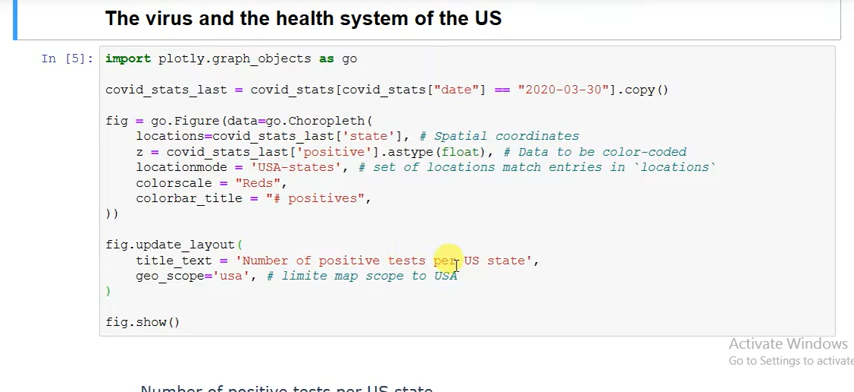 The virus and the health system of the US
In [5]: import plotly.graph_objects as go
covid_stats_last = covid_stats[covid_stats["date"] == "2020-03-30"].copy()
fig = go.Figure(data=go.Choropleth(
locations=covid_stats_last['state'], # Spatial coordinates
z = covid_stats_last['positive'].astype(float), # Data to be color-coded
locationmode = 'USA-states', # set of locations match entries in `locations`
colorscale = "Reds",
colorbar_title = "# positives",
))
fig.update_layout(
title_text = 'Number of positive tests per US state',
geo_scope='usa', # limite map scope to USA
)
fig.show()
Activate Windows
Go to Settings to activate
Number of positive tests per US state